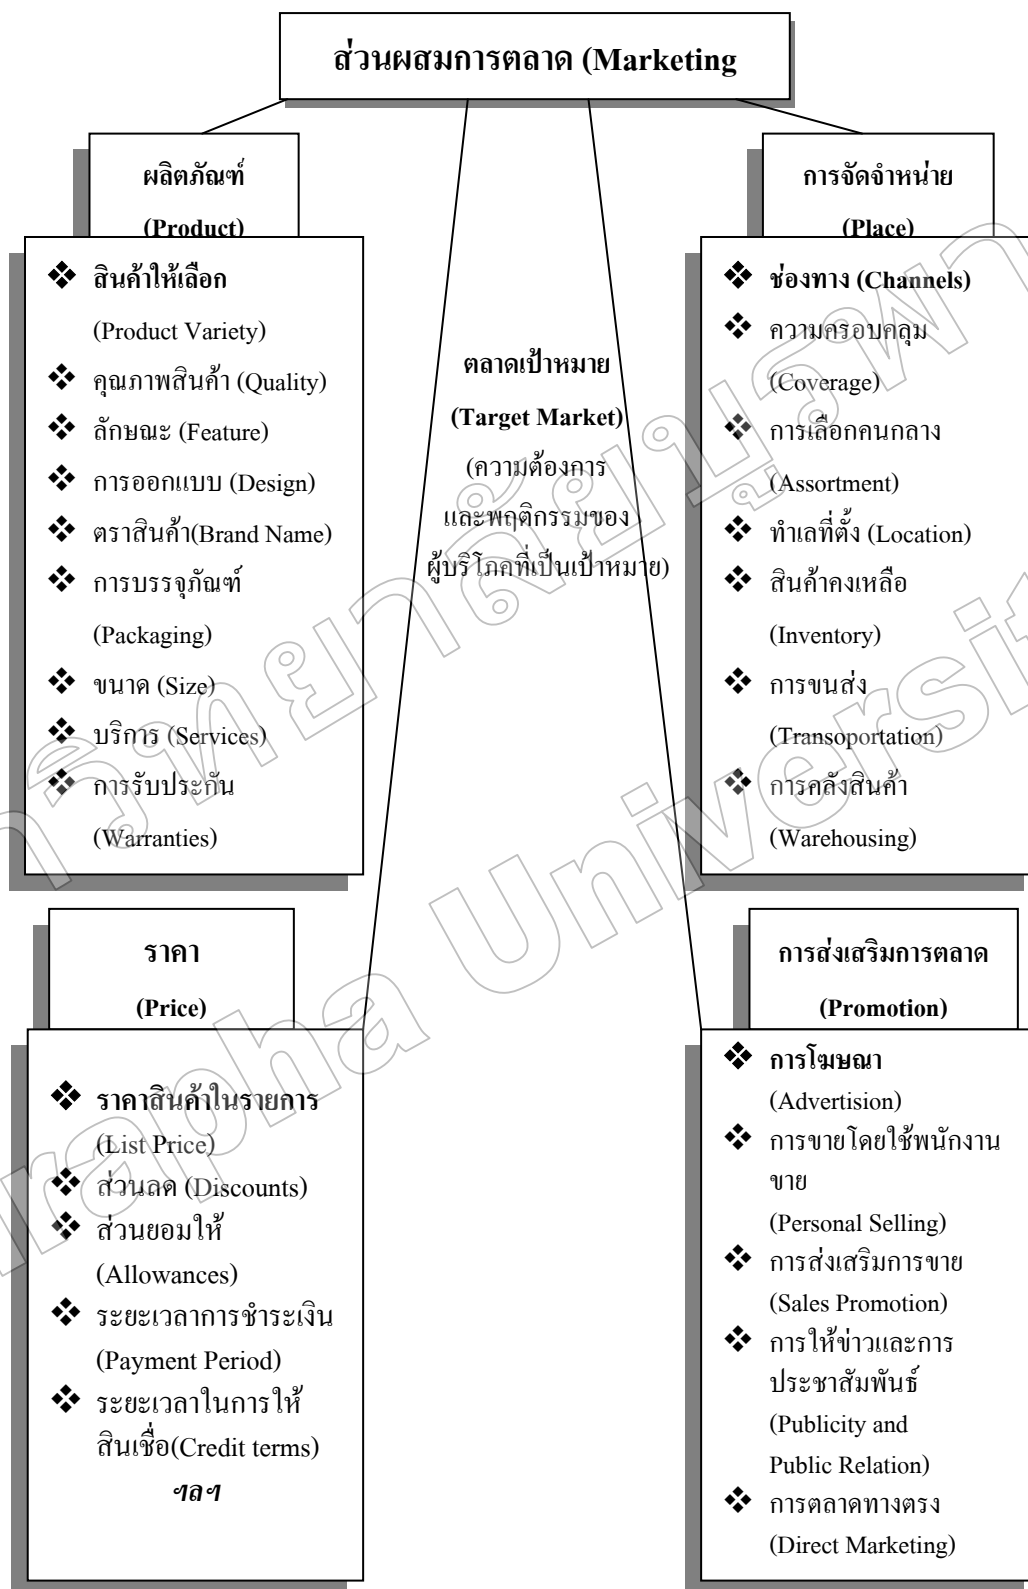 ส่วนผสมการตลาด (Marketing
ผลิตภัณฑ์
(Product)
❖ สินค้าให้เลือก
(Product Variety)
❖ คุณภาพสินค้า (Quality)
❖ ลักษณะ (Feature)
❖ การออกแบบ (Design)
❖ ตราสินค้า(Brand Name)
❖ การบรรจุภัณฑ์
(Packaging)
❖ ขนาด (Size)
❖ บริการ (Services)
❖ การรับประกัน
(Warranties)
ตลาดเป้าหมาย
(Target Market)
(ความต้องการ
และพฤติกรรมของ
ผู้บริโภคที่เป็นเป้าหมาย)
การจัดจำหน่าย
(Place)
❖ ช่องทาง (Channels)
❖ ความครอบคลุม
(Coverage)
❖ การเลือกคนกลาง
(Assortment)
❖ ทำเลที่ตั้ง (Location)
❖ สินค้าคงเหลือ
(Inventory)
❖ การขนส่ง
(Transoportation)
❖ การคลังสินค้า
(Warehousing)
ราคา
(Price)
❖ ราคาสินค้าในรายการ
(List Price)
❖ ส่วนลด (Discounts)
❖ ส่วนยอมให้
(Allowances)
❖ ระยะเวลาการชำระเงิน
(Payment Period)
❖ ระยะเวลาในการให้
สินเชื่อ(Credit terms)
ฯลฯ
การส่งเสริมการตลาด
(Promotion)
❖ การโฆษณา
(Advertision)
❖ การขายโดยใช้พนักงาน
ขาย
(Personal Selling)
❖ การส่งเสริมการขาย
(Sales Promotion)
❖ การให้ข่าวและการ
ประชาสัมพันธ์
(Publicity and
Public Relation)
❖ การตลาดทางตรง
(Direct Marketing)